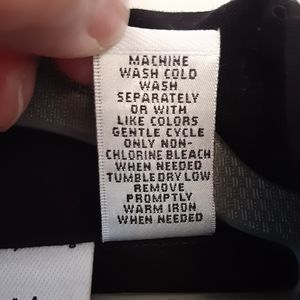 MACHINE
WASH COLD
WASH
SEPARATELY
OR WITH
LIKE COLORS
GENTLE CYCLE
ONLY NON-
CHLORINE BLEACH
WHEN NEEDED
TUMBLE DRY LOW
REMOVE
PROMPTLY
WARM IRON
WHEN NEEDED